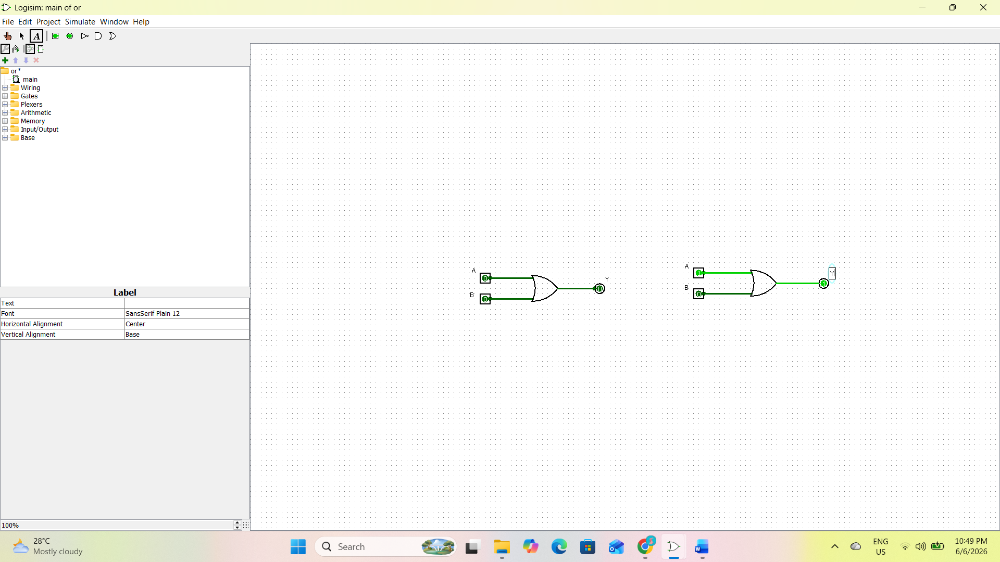 Logisim: main of or
File Edit Project Simulate Window Help
A
or*
main
Wiring
Gates
Plexers
Arithmetic
Memory
Input/Output
Base
Label
Text
Font SansSerif Plain 12
Horizontal Alignment Center
Vertical Alignment Base
100%
A
0
B
0
Y
0
A
1
B
0
Y
1
28°C
Mostly cloudy
Search
W
ENG
US
10:49 PM
6/6/2026